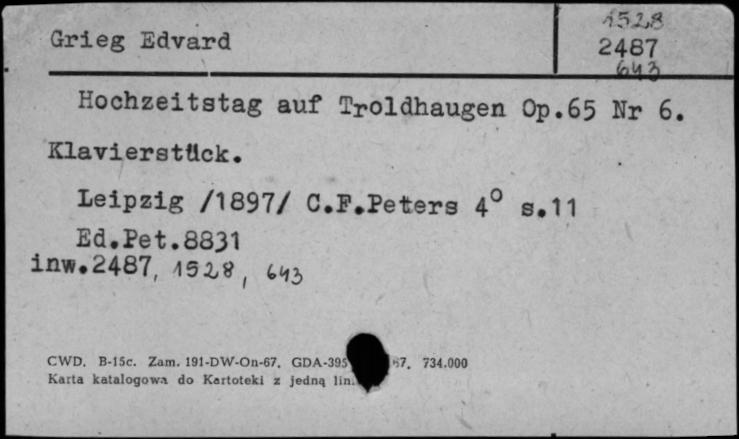 Grieg Edvard
1528
2487
643
Hochzeitstag auf Troldhaugen Op.65 Nr 6.
Klavierstück.
Leipzig /1897/ C.F.Peters 4° s.11
Ed.Pet.8831
inw.2487, 1528, 643
CWD. B-15c. Zam. 191-DW-On-67. GDA-395 67. 734.000
Karta katalogowa do Kartoteki z jedną